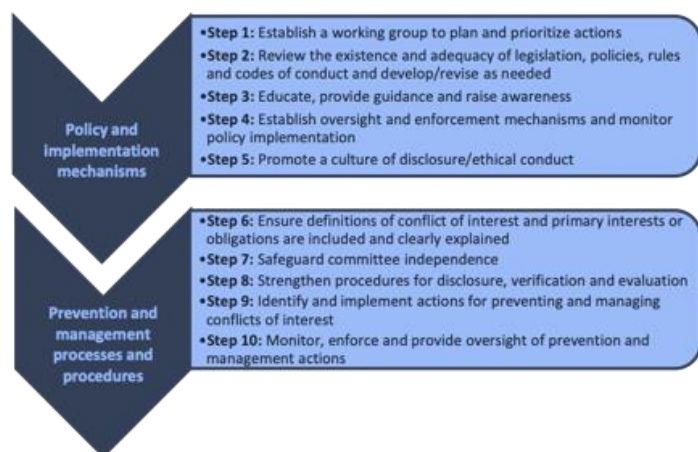 Policy and
implementation
mechanisms
•Step 1: Establish a working group to plan and prioritize actions
•Step 2: Review the existence and adequacy of legislation, policies, rules
and codes of conduct and develop/revise as needed
•Step 3: Educate, provide guidance and raise awareness
•Step 4: Establish oversight and enforcement mechanisms and monitor
policy implementation
•Step 5: Promote a culture of disclosure/ethical conduct
Prevention and
management
processes and
procedures
•Step 6: Ensure definitions of conflict of interest and primary interests or
obligations are included and clearly explained
•Step 7: Safeguard committee independence
•Step 8: Strengthen procedures for disclosure, verification and evaluation
•Step 9: Identify and implement actions for preventing and managing
conflicts of interest
•Step 10: Monitor, enforce and provide oversight of prevention and
management actions